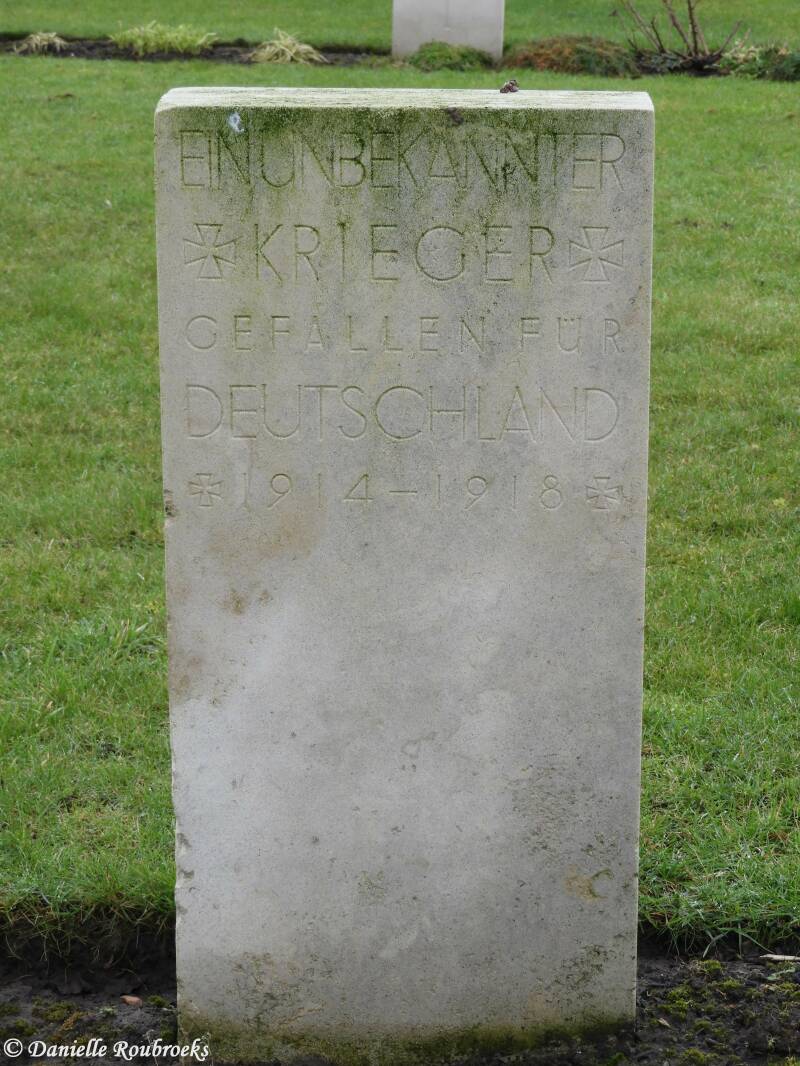 EIN UNBEKANNTER
KRIEGER
GEFALLEN FÜR
DEUTSCHLAND
1914–1918
© Danielle Roubroeks